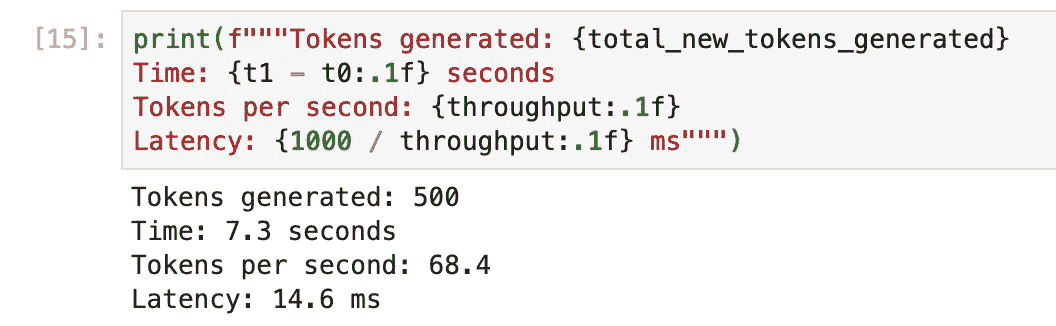 [15]: print(f"""Tokens generated: {total_new_tokens_generated}
Time: {t1 - t0:.1f} seconds
Tokens per second: {throughput:.1f}
Latency: {1000 / throughput:.1f} ms""")
Tokens generated: 500
Time: 7.3 seconds
Tokens per second: 68.4
Latency: 14.6 ms